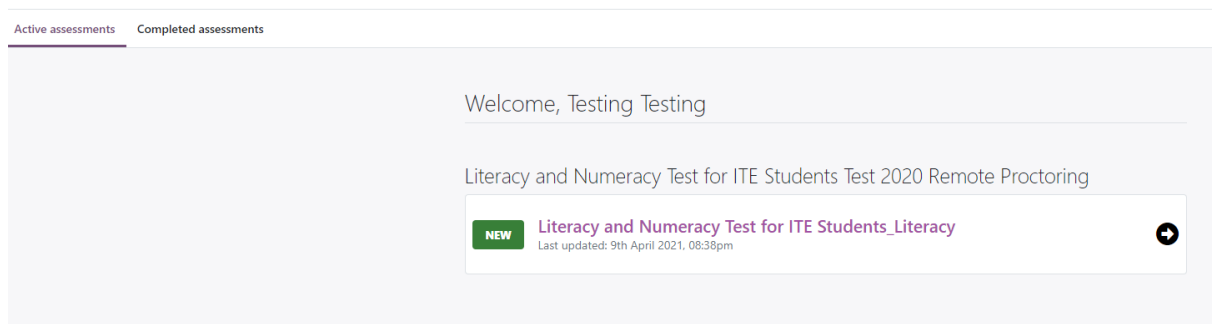 Active assessments Completed assessments
Welcome, Testing Testing
Literacy and Numeracy Test for ITE Students Test 2020 Remote Proctoring
NEW Literacy and Numeracy Test for ITE Students_Literacy
Last updated: 9th April 2021, 08:38pm